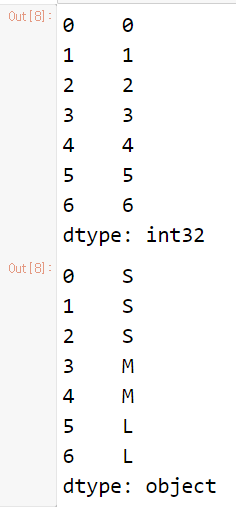 Out[8]:
0 0
1 1
2 2
3 3
4 4
5 5
6 6
dtype: int32
Out[8]:
0 S
1 S
2 S
3 M
4 M
5 L
6 L
dtype: object